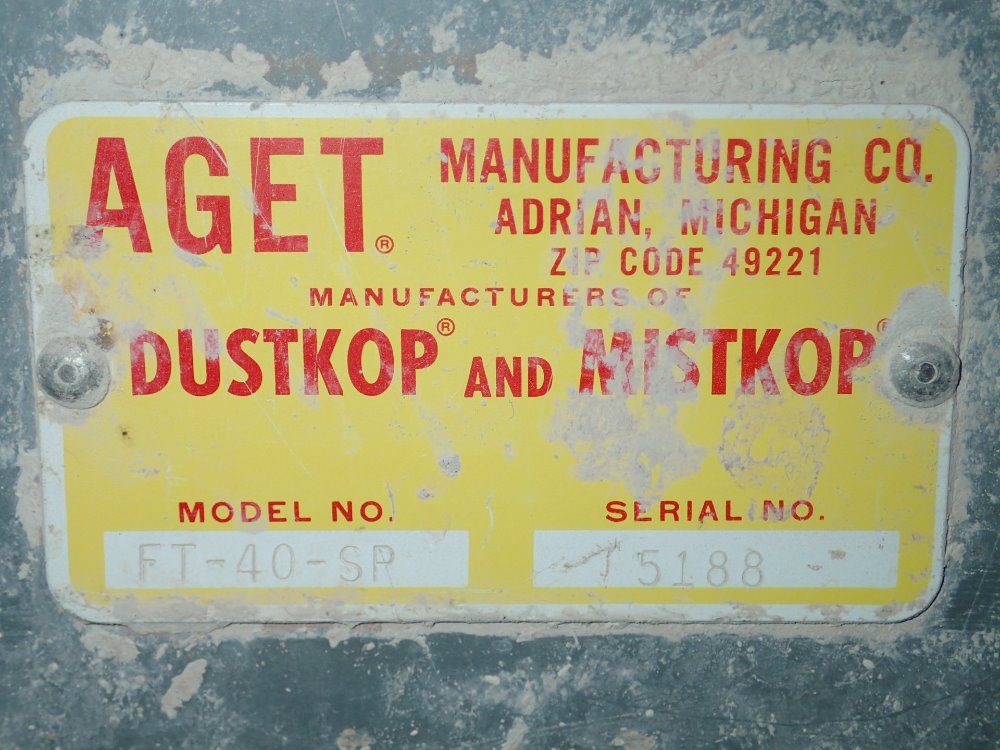 AGET®
MANUFACTURING CO.
ADRIAN, MICHIGAN
ZIP CODE 49221
MANUFACTURERS OF
DUSTKOP® AND MISTKOP®
MODEL NO. SERIAL NO.
FT-40-SP 15188